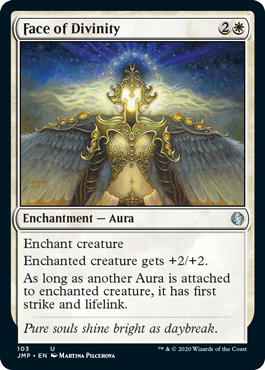 Face of Divinity 2
Enchantment — Aura
Enchant creature
Enchanted creature gets +2/+2.
As long as another Aura is attached
to enchanted creature, it has first
strike and lifelink.
Pure souls shine bright as daybreak.
103 U
JMP • EN MARTINA PILCEROVA ™ & © 2020 Wizards of the Coast